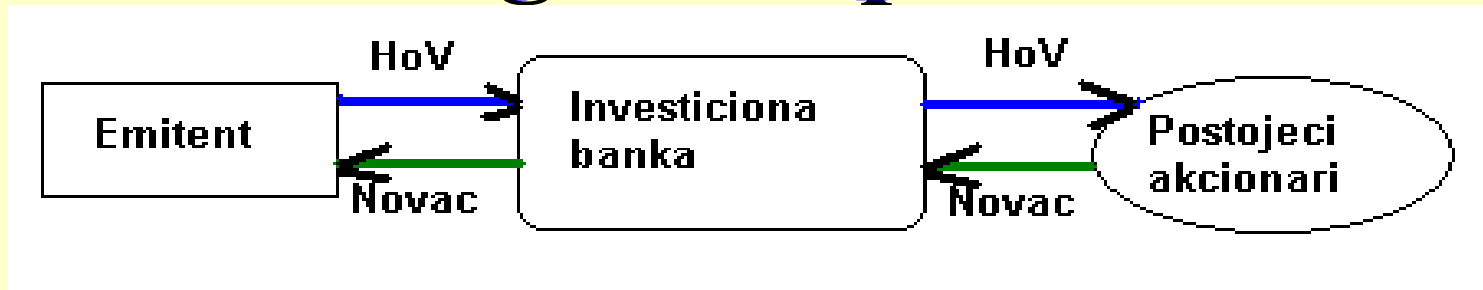 HoV
HoV
Emitent
Investiciona
banka
Postojeci
akcionari
Novac
Novac